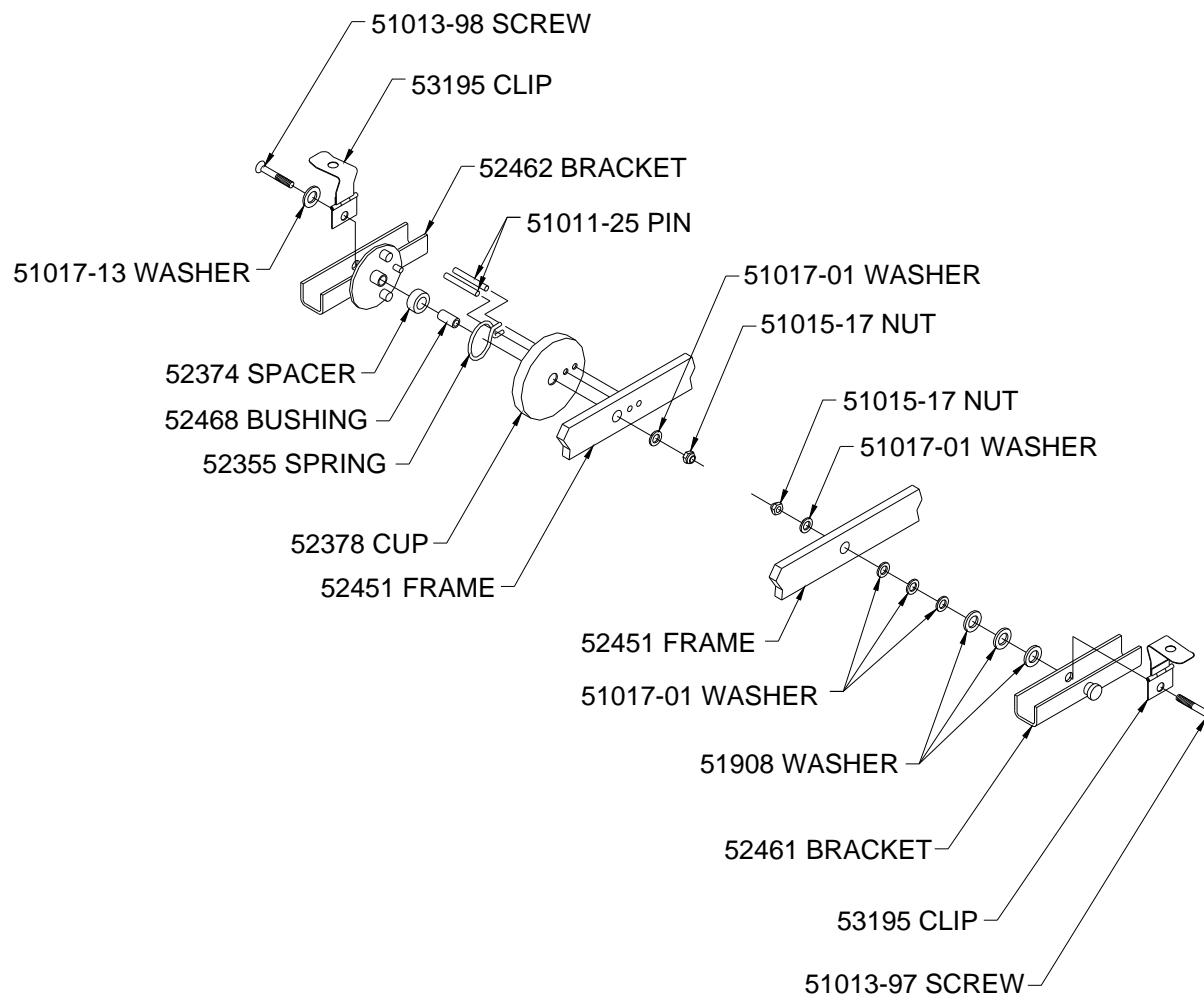 51013-98 SCREW
53195 CLIP
52462 BRACKET
51011-25 PIN
51017-13 WASHER
51017-01 WASHER
51015-17 NUT
52374 SPACER
51015-17 NUT
52468 BUSHING
51017-01 WASHER
52355 SPRING
52378 CUP
52451 FRAME
52451 FRAME
51017-01 WASHER
51908 WASHER
52461 BRACKET
53195 CLIP
51013-97 SCREW